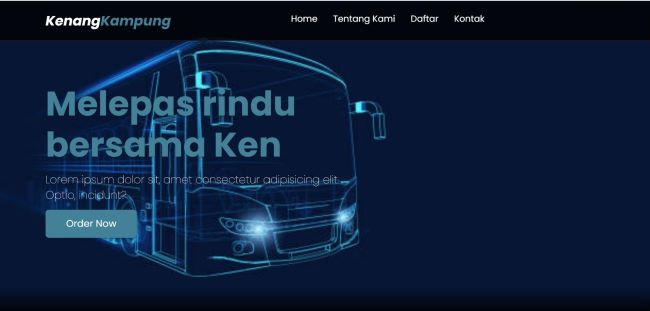 KenangKampung
Home Tentang Kami Daftar Kontak
Melepas rindu
bersama Ken
Lorem ipsum dolor sit, amet consectetur adipisicing elit.
Optio, incidunt?
Order Now